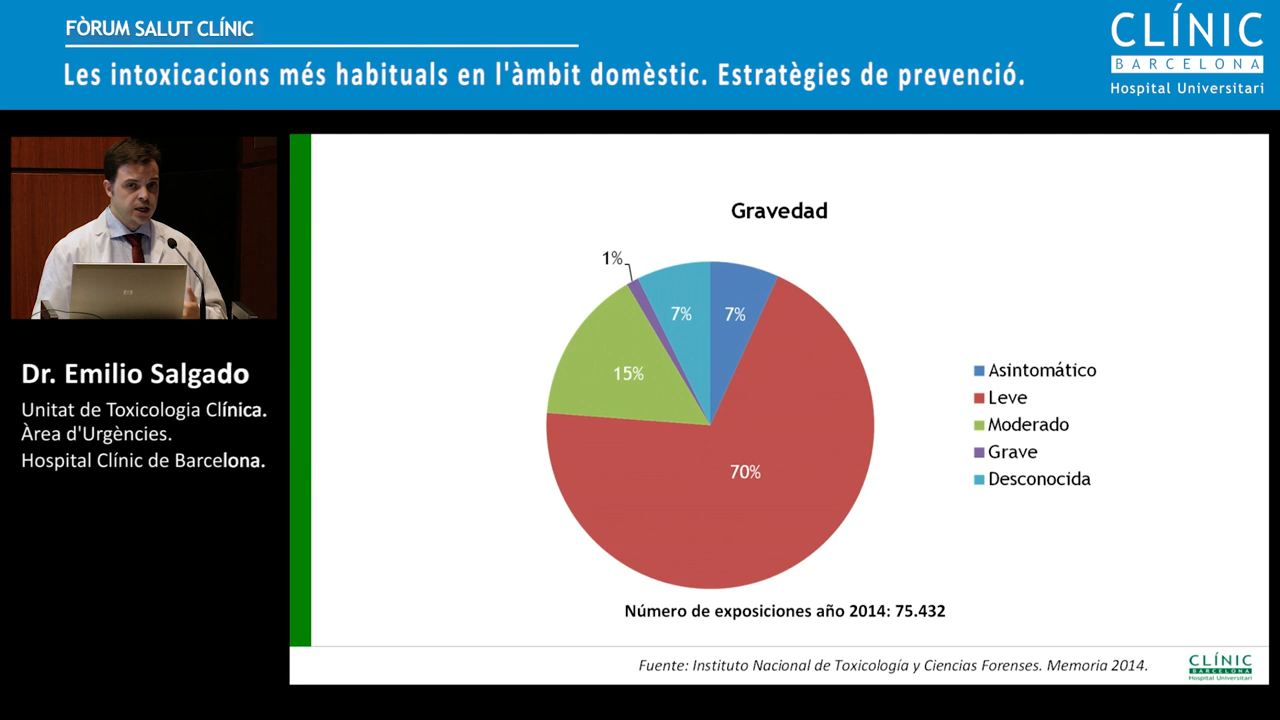 FÒRUM SALUT CLÍNIC
Les intoxicacions més habituals en l'àmbit domèstic. Estratègies de prevenció.
CLÍNIC
BARCELONA
Hospital Universitari
Dr. Emilio Salgado
Unitat de Toxicologia Clínica.
Àrea d'Urgències.
Hospital Clínic de Barcelona.
Gravedad
1%
7%
7%
15%
70%
Asintomático
Leve
Moderado
Grave
Desconocida
Número de exposiciones año 2014: 75.432
Fuente: Instituto Nacional de Toxicología y Ciencias Forenses. Memoria 2014.
CLÍNIC
BARCELONA
Hospital Universitari